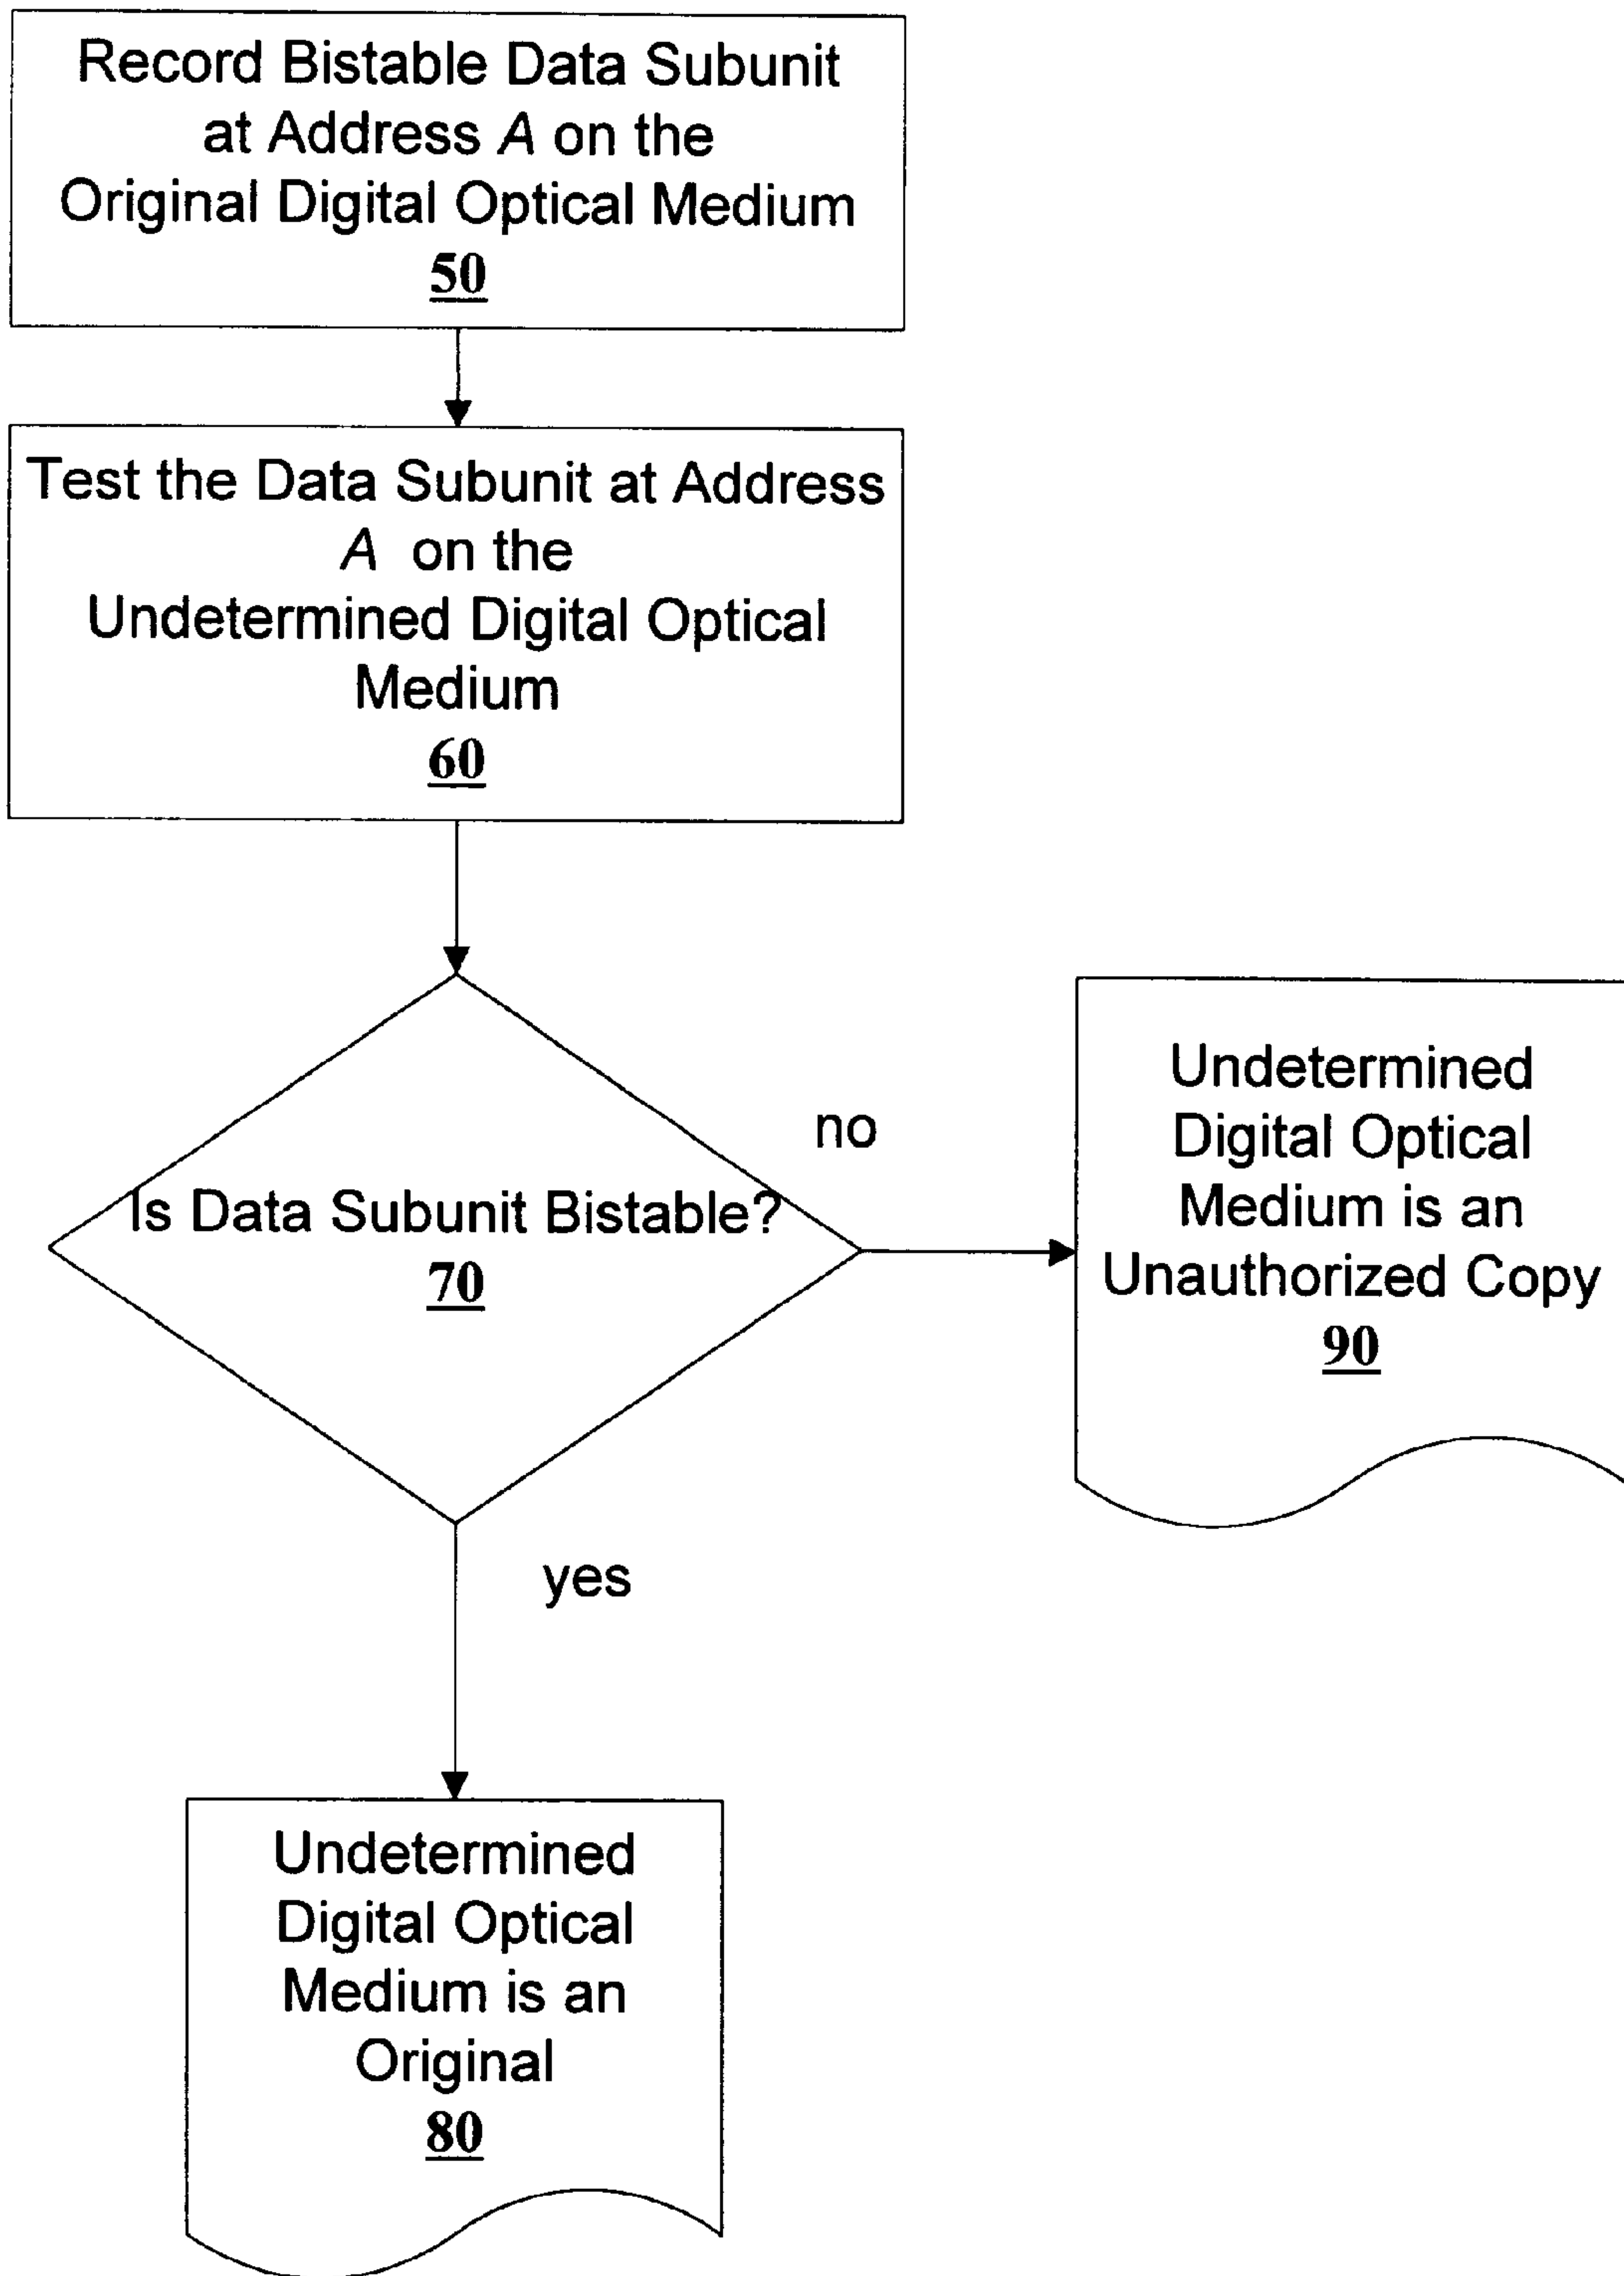 Record Bistable Data Subunit
at Address A on the
Original Digital Optical Medium
50
Test the Data Subunit at Address
A on the
Undetermined Digital Optical
Medium
60
Is Data Subunit Bistable?
70
no
Undetermined
Digital Optical
Medium is an
Unauthorized Copy
90
yes
Undetermined
Digital Optical
Medium is an
Original
80